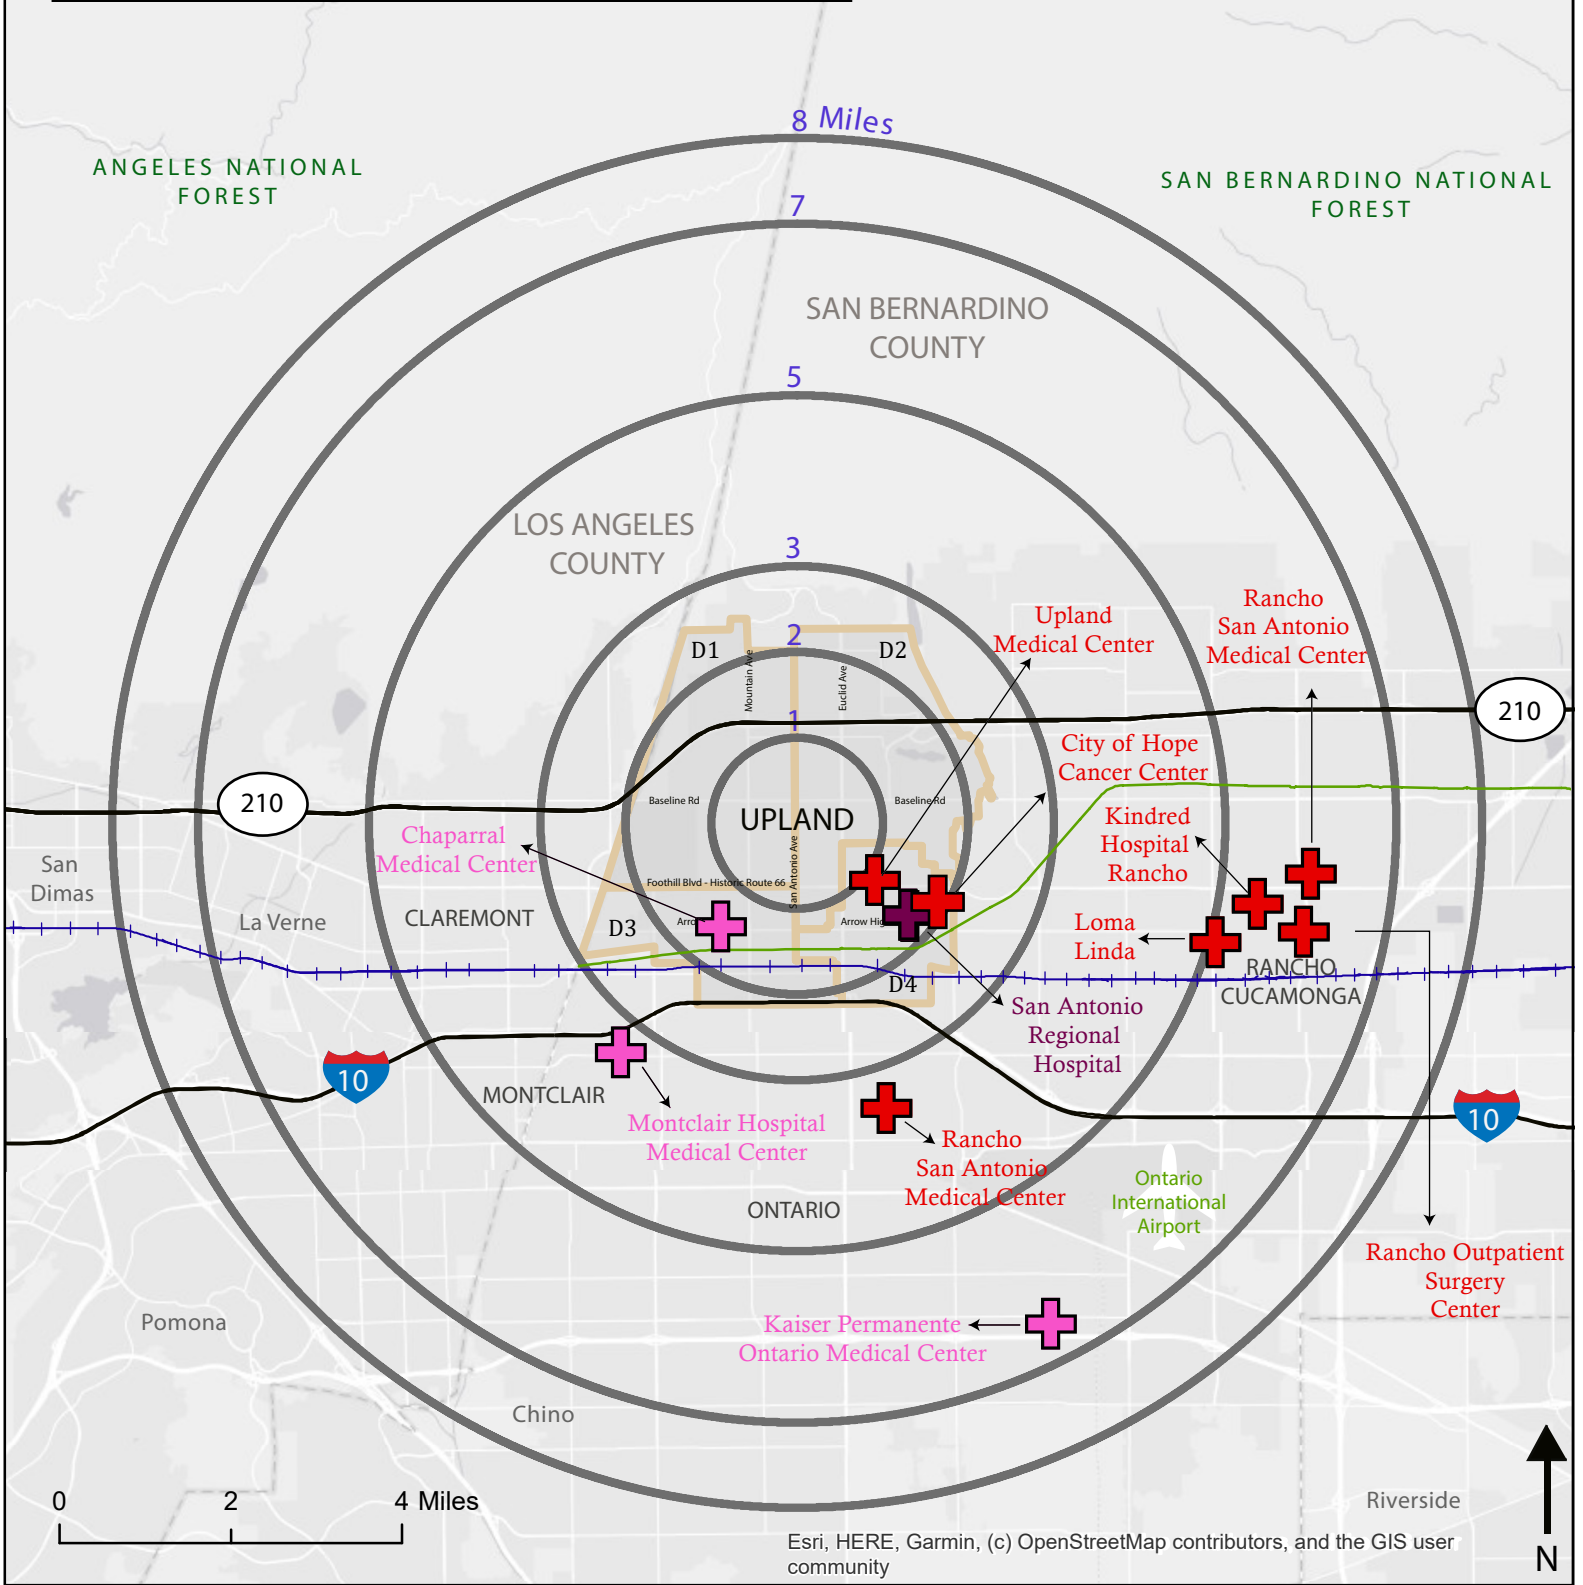 8 Miles
ANGELES NATIONAL
FOREST
SAN BERNARDINO NATIONAL
FOREST
7
SAN BERNARDINO
COUNTY
5
LOS ANGELES
COUNTY
3
Upland
Medical Center
Rancho
San Antonio
Medical Center
D1
2
D2
Mountain Ave
Euclid Ave
1
210
210
City of Hope
Cancer Center
Baseline Rd
Baseline Rd
UPLAND
Chaparral
Medical Center
Kindred
Hospital
Rancho
San
Dimas
San Antonio Ave
Foothill Blvd - Historic Route 66
La Verne
CLAREMONT
D3
Arro
Arrow Hig
Loma
Linda
RANCHO
CUCAMONGA
D4
San Antonio
Regional
Hospital
10
MONTCLAIR
10
Montclair Hospital
Medical Center
Rancho
San Antonio
Medical Center
ONTARIO
Ontario
International
Airport
Rancho Outpatient
Surgery
Center
Pomona
Kaiser Permanente
Ontario Medical Center
Chino
0 2 4 Miles
Riverside
Esri, HERE, Garmin, (c) OpenStreetMap contributors, and the GIS user
community
N